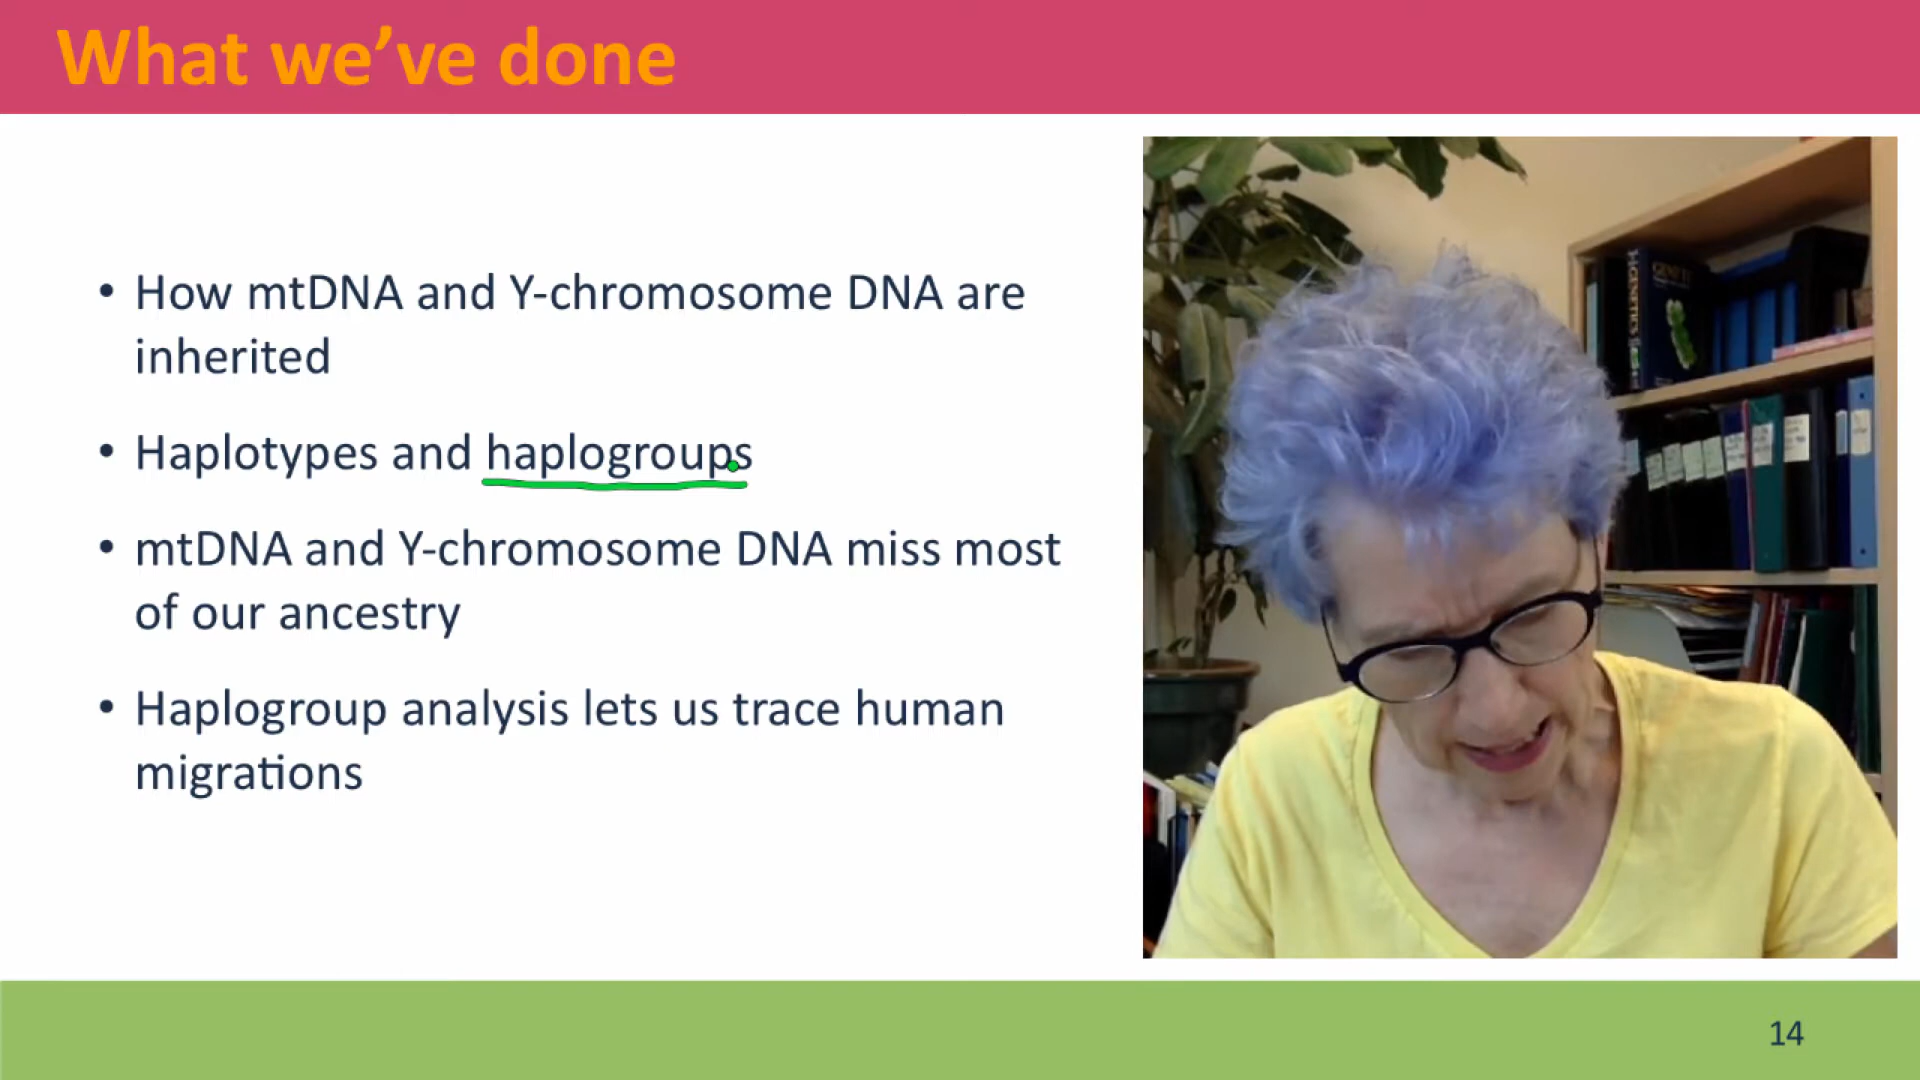 What we’ve done
• How mtDNA and Y-chromosome DNA are
inherited
• Haplotypes and haplogroups
• mtDNA and Y-chromosome DNA miss most
of our ancestry
• Haplogroup analysis lets us trace human
migrations
14